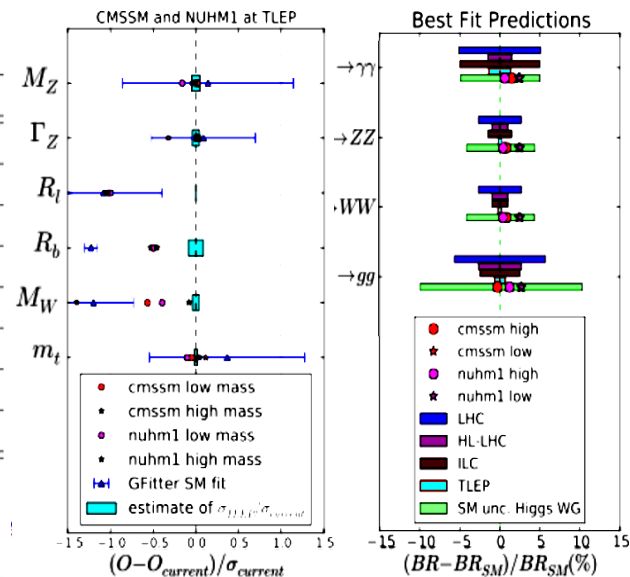 CMSSM and NUHM1 at TLEP
M_Z
Γ_Z
R_l
R_b
M_W
m_t
cmssm low mass
cmssm high mass
nuhm1 low mass
nuhm1 high mass
GFitter SM fit
estimate of σ_TLEP/σ_current
-1 5 -1 0 -0 5 0 0 0 5 1 0 1 5
(O−O_current)/σ_current
Best Fit Predictions
→γγ
→ZZ
WW
→gg
cmssm high
cmssm low
nuhm1 high
nuhm1 low
LHC
HL-LHC
ILC
TLEP
SM unc. Higgs WG
-15 -10 -5 0 5 10 15
(BR−BR_SM)/BR_SM(%)